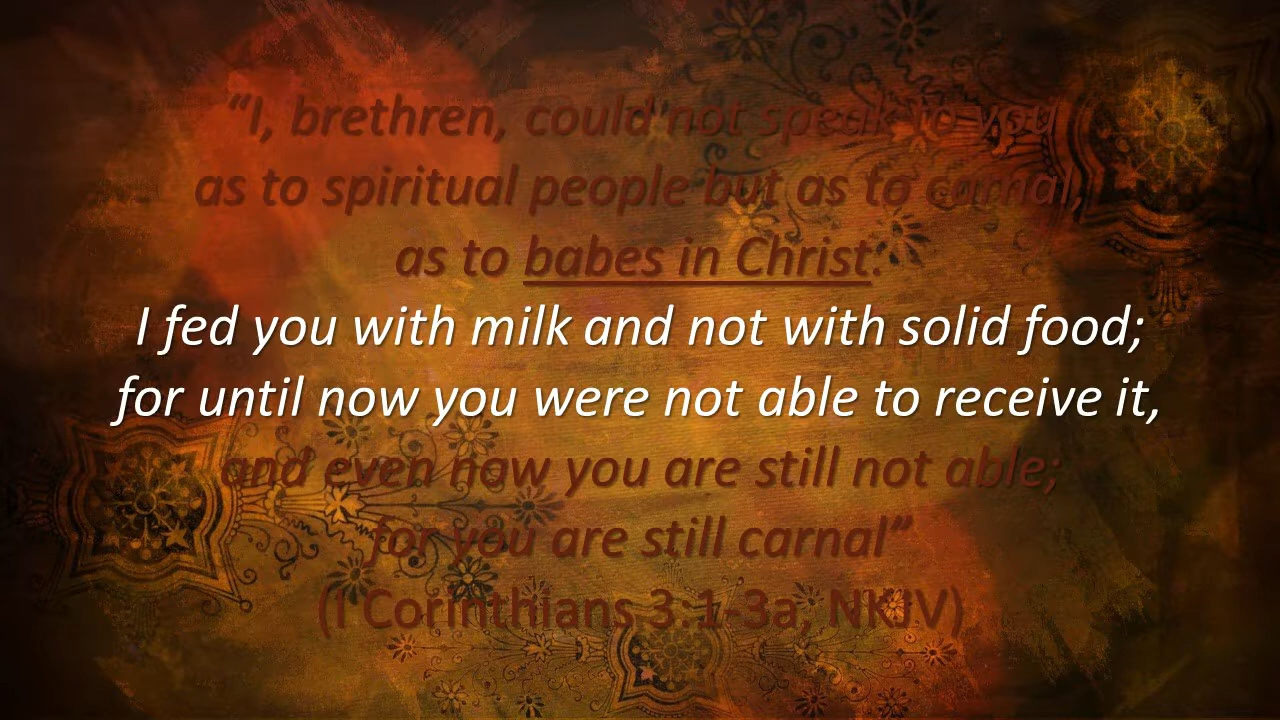 “I, brethren, could not speak to you
as to spiritual people but as to carnal,
as to babes in Christ.
I fed you with milk and not with solid food;
for until now you were not able to receive it,
and even now you are still not able;
for you are still carnal”
(I Corinthians 3:1-3a, NKJV)